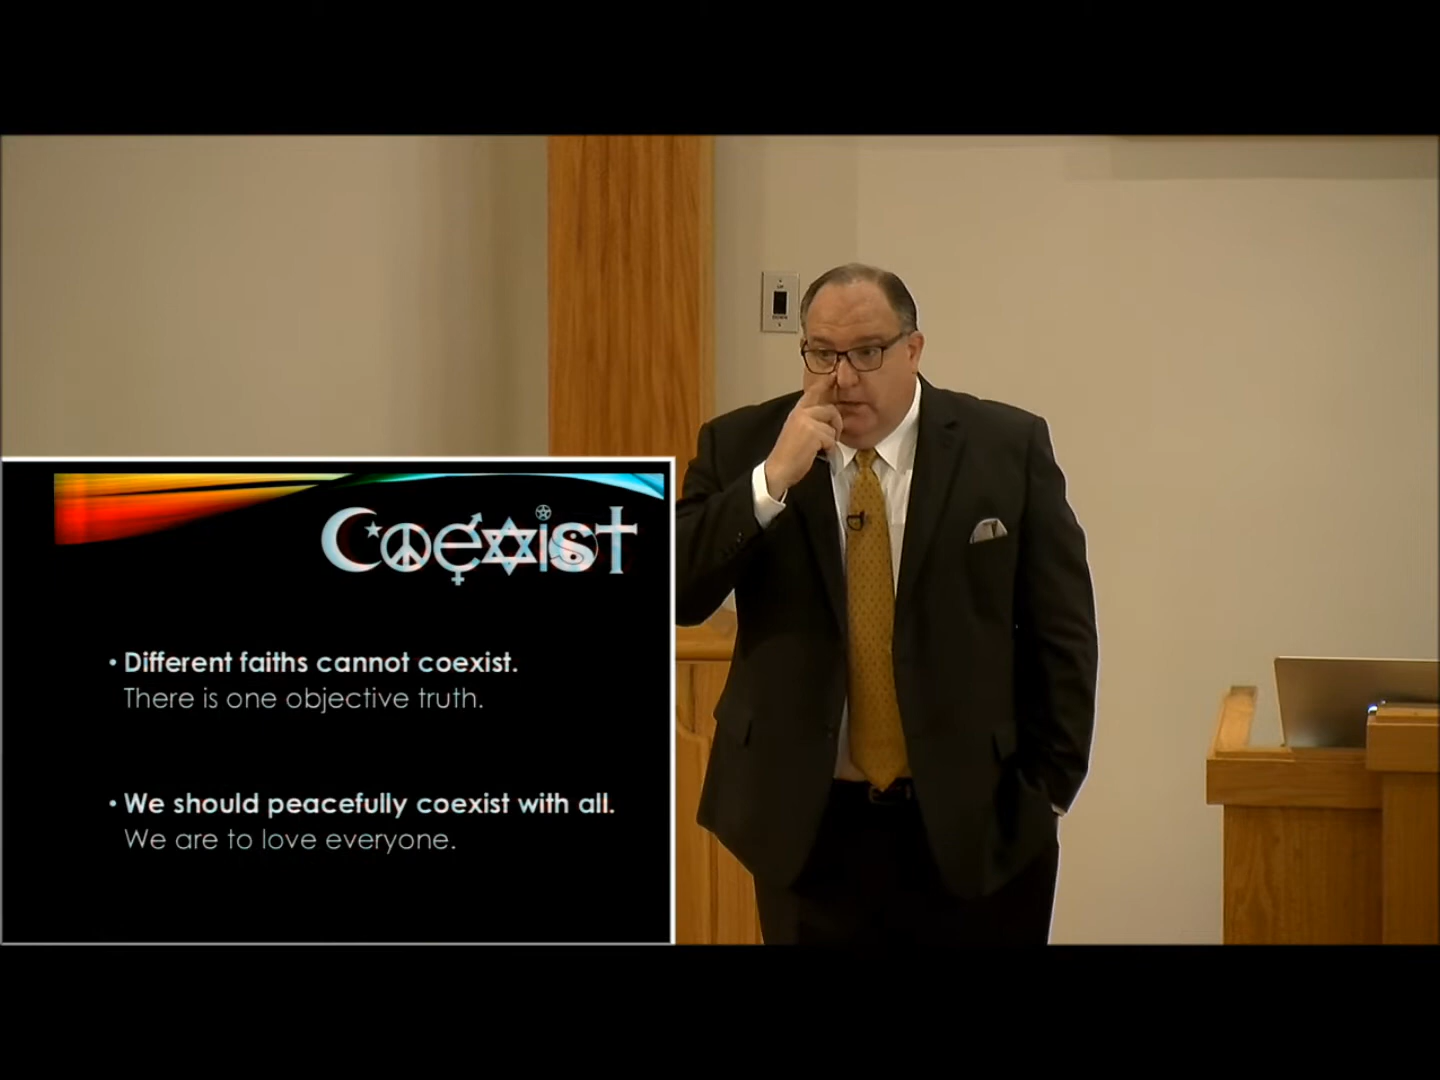 Coexist
• Different faiths cannot coexist.
There is one objective truth.
• We should peacefully coexist with all.
We are to love everyone.